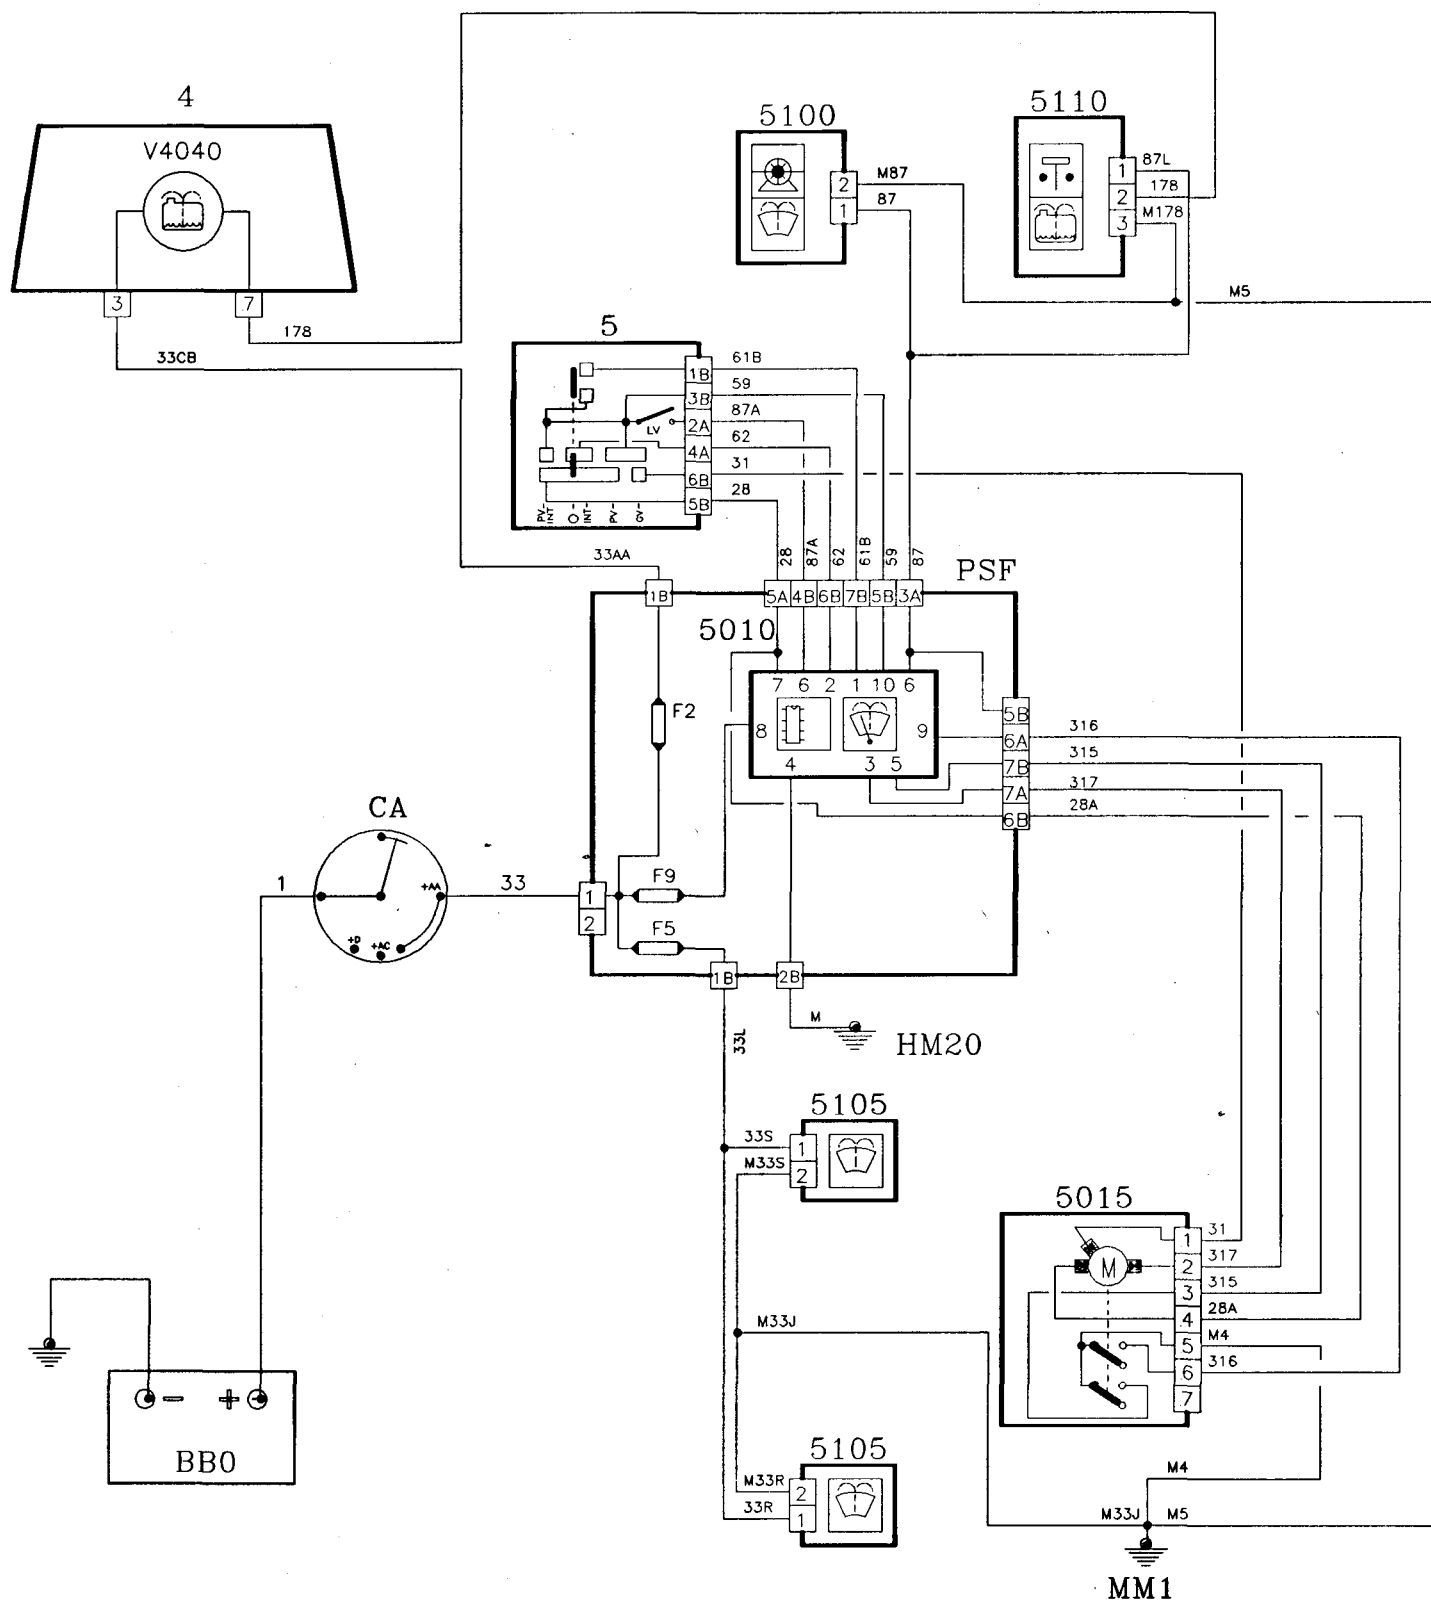 4
V4040
3
7
178
33CB
5100
2
1
M87
87
5110
1
2
3
87L
178
M178
M5
5
1B
3B
2A
4A
6B
5B
LV
PV-INT
O
INT-
PV-
GV-
61B
59
87A
62
31
28
33AA
28
87A
62
61B
59
87
PSF
1B
5A
4B
6B
7B
5B
3A
5010
7
6
2
1
10
6
8
9
4
3
5
F2
5B
6A
7B
7A
6B
316
315
317
28A
CA
1
+AA
33
+D
+AC
1
2
F9
F5
1B
2B
33L
M
HM20
5105
33S
M33S
1
2
5015
M
1
2
3
4
5
6
7
31
317
315
28A
M4
316
M33J
- +
BB0
5105
M33R
33R
2
1
M4
M33J
M5
MM1